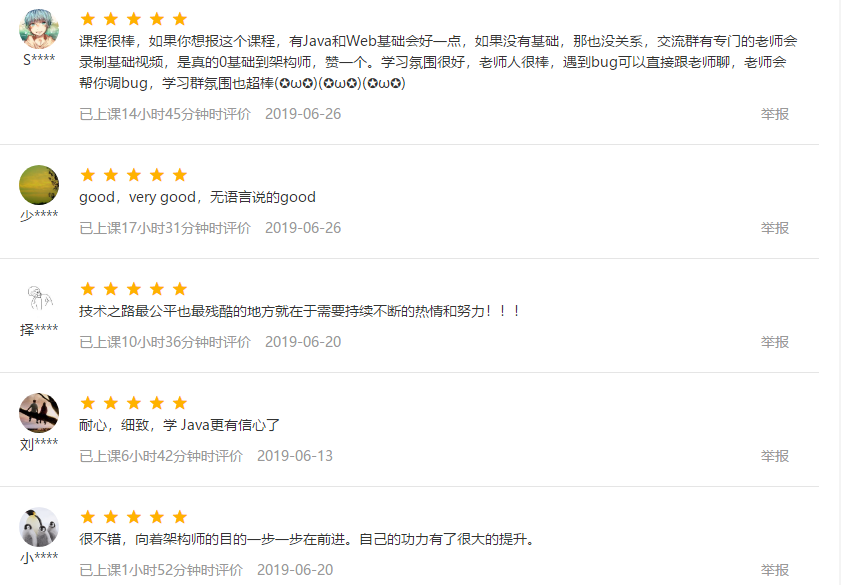 课程很棒，如果你想报这个课程，有Java和Web基础会好一点，如果没有基础，那也没关系，交流群有专门的老师会
录制基础视频，是真的0基础到架构师，赞一个。学习氛围很好，老师人很棒，遇到bug可以直接跟老师聊，老师会
帮你调bug，学习群氛围也超棒(✪ω✪)(✪ω✪)(✪ω✪)
S****
已上课14小时45分钟时评价 2019-06-26 举报
good，very good，无语言说的good
少****
已上课17小时31分钟时评价 2019-06-26 举报
技术之路最公平也最残酷的地方就在于需要持续不断的热情和努力！！！
择****
已上课10小时36分钟时评价 2019-06-20 举报
耐心，细致，学 Java更有信心了
刘****
已上课6小时42分钟时评价 2019-06-13 举报
很不错，向着架构师的目的一步一步在前进。自己的功力有了很大的提升。
小****
已上课1小时52分钟时评价 2019-06-20 举报